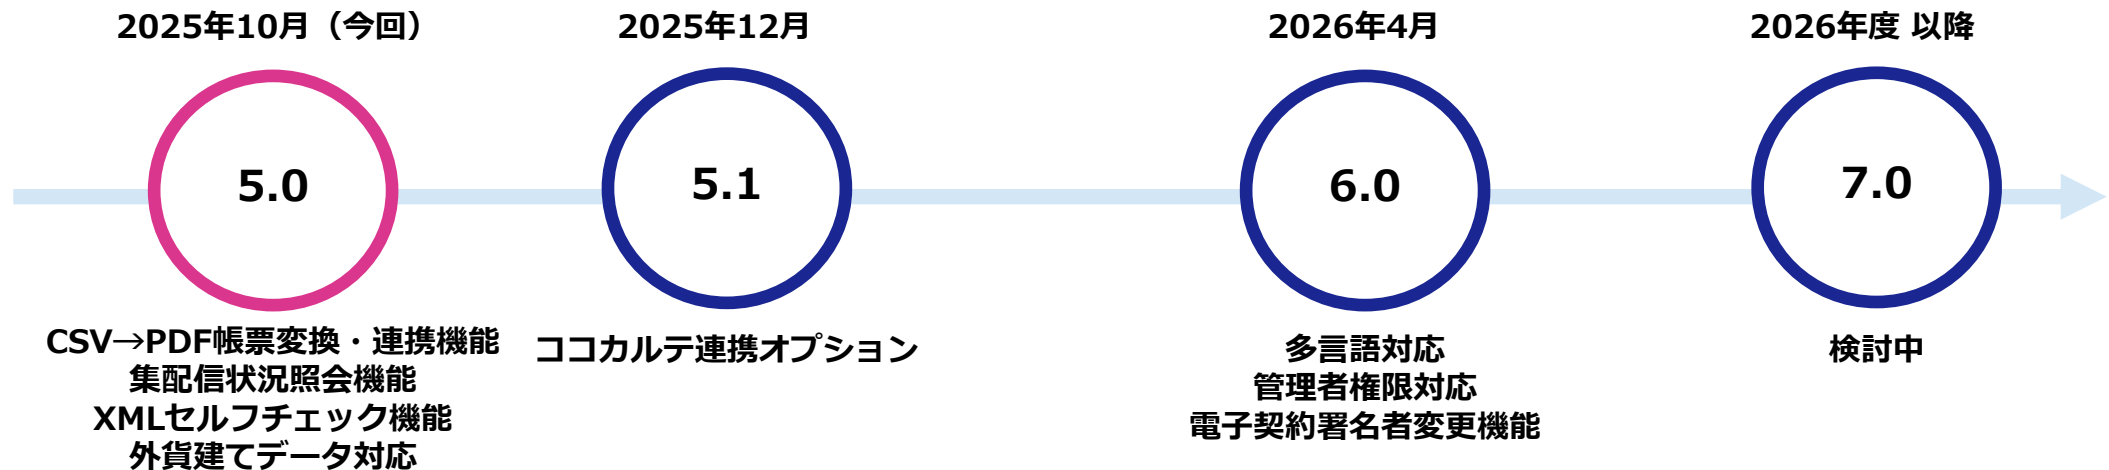 2025年10月（今回）
5.0
CSV→PDF帳票変換・連携機能
集配信状況照会機能
XMLセルフチェック機能
外貨建てデータ対応
2025年12月
5.1
ココカルテ連携オプション
2026年4月
6.0
多言語対応
管理者権限対応
電子契約署名者変更機能
2026年度 以降
7.0
検討中